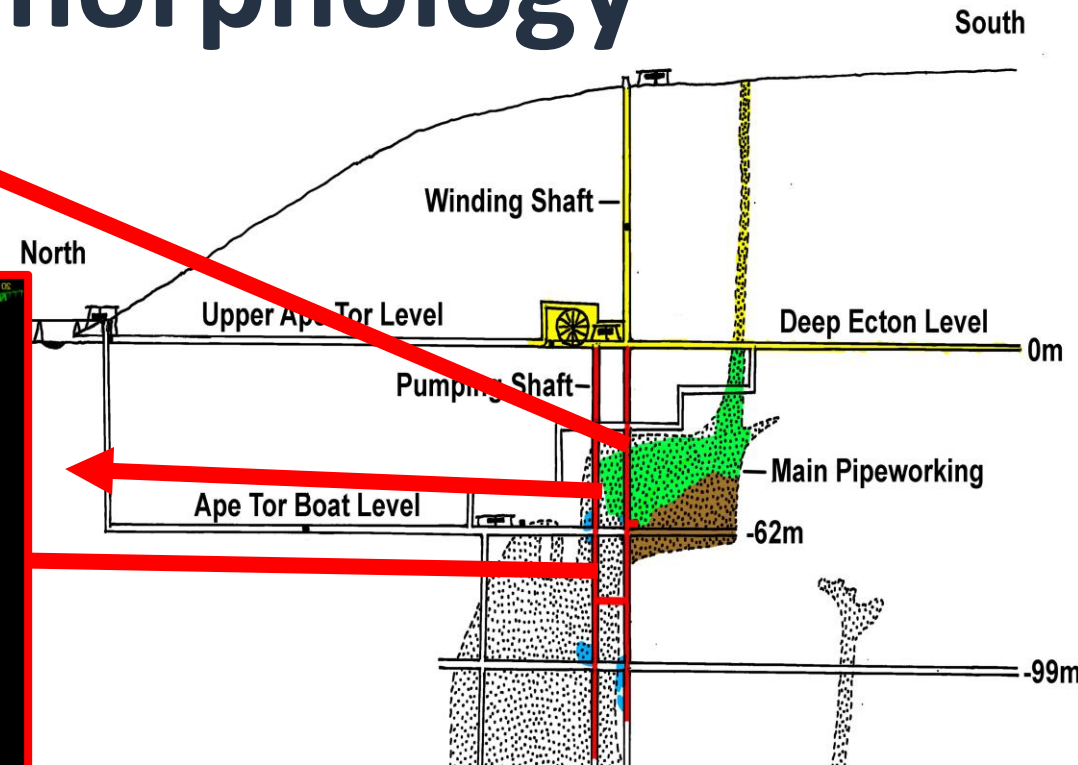 morphology
South
Winding Shaft
North
Upper Ape Tor Level
Deep Ecton Level
0m
Pumping Shaft
Main Pipeworking
Ape Tor Boat Level
-62m
-99m